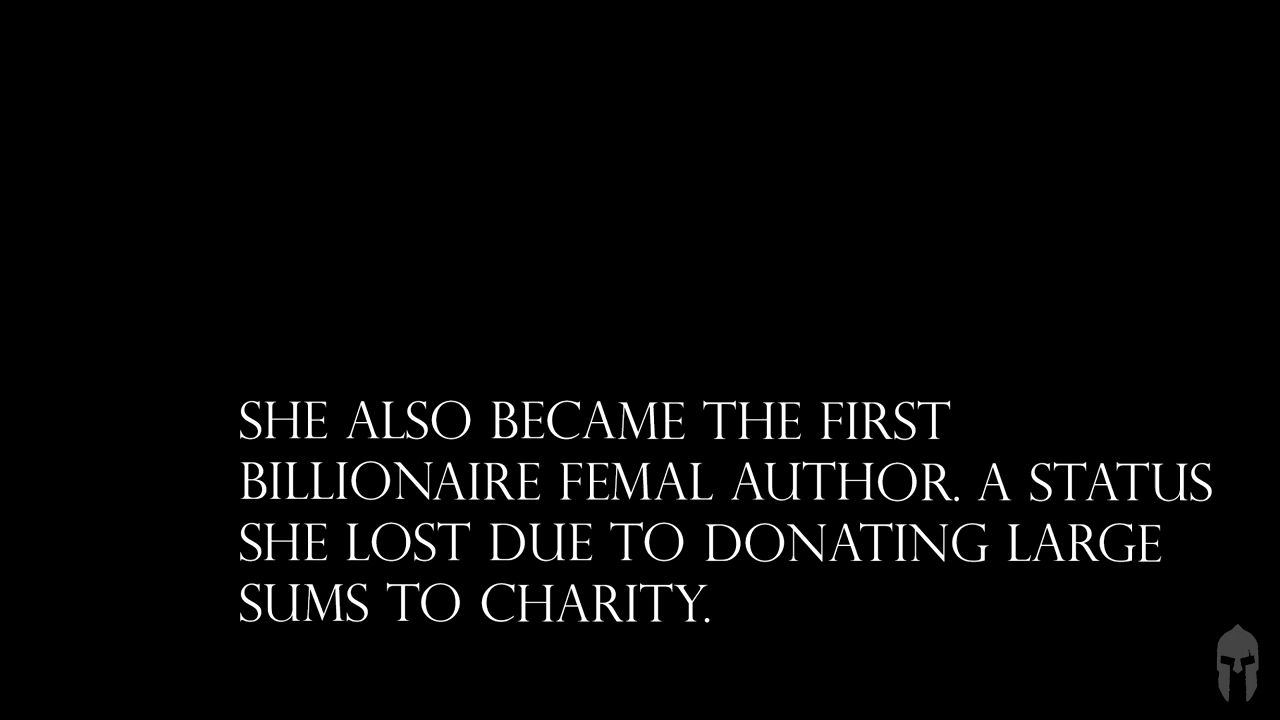 SHE ALSO BECAME THE FIRST
BILLIONAIRE FEMAL AUTHOR. A STATUS
SHE LOST DUE TO DONATING LARGE
SUMS TO CHARITY.